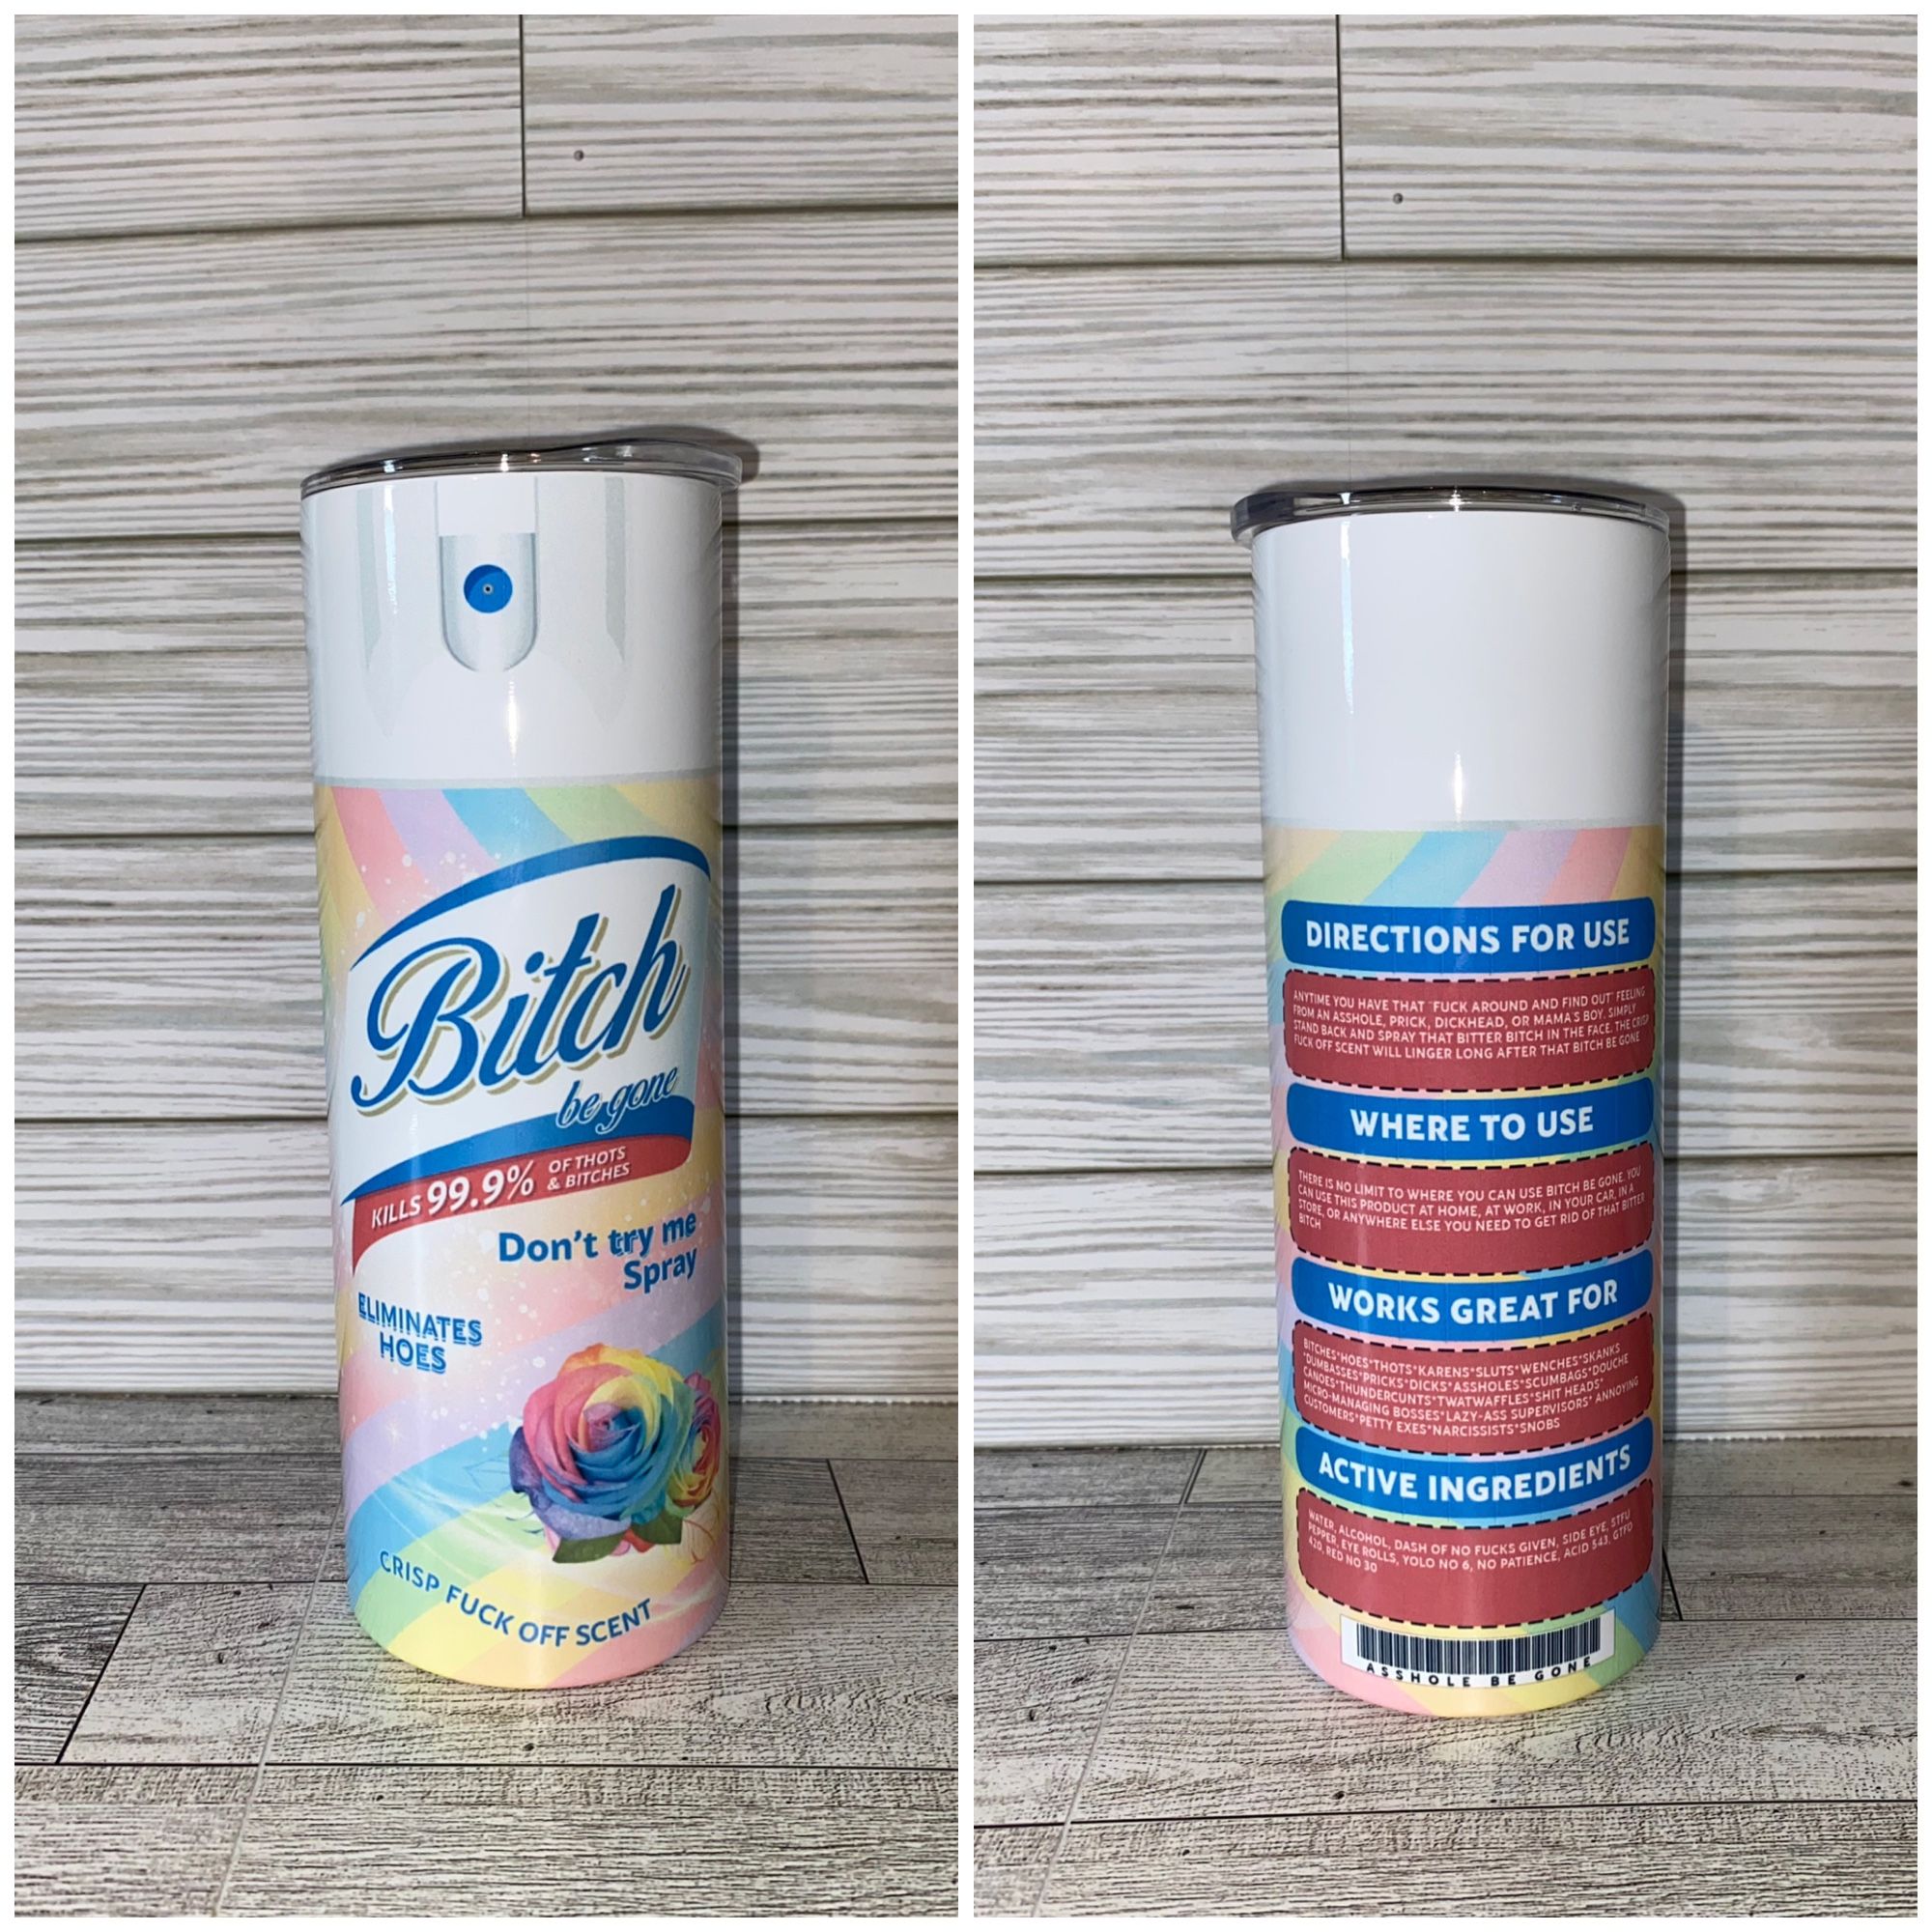 Bitch
be gone
KILLS 99.9% OF THOTS
& BITCHES
Don't try me
Spray
ELIMINATES
HOES
CRISP FUCK OFF SCENT
DIRECTIONS FOR USE
ANYTIME YOU HAVE THAT "FUCK AROUND AND FIND OUT" FEELING
FROM AN ASSHOLE, PRICK, DICKHEAD, OR MAMA'S BOY. SIMPLY
STAND BACK AND SPRAY THAT BITTER BITCH IN THE FACE. THE CRISP
FUCK OFF SCENT WILL LINGER LONG AFTER THAT BITCH BE GONE
WHERE TO USE
THERE IS NO LIMIT TO WHERE YOU CAN USE BITCH BE GONE. YOU
CAN USE THIS PRODUCT AT HOME, AT WORK, IN YOUR CAR, IN A
STORE, OR ANYWHERE ELSE YOU NEED TO GET RID OF THAT BITTER
BITCH
WORKS GREAT FOR
BITCHES*HOES*THOTS*KARENS*SLUTS*WENCHES*SKANKS
*DUMBASSES*PRICKS*DICKS*ASSHOLES*SCUMBAGS*DOUCHE
CANOES*THUNDERCUNTS*TWATWAFFLES*SHIT HEADS*
MICRO-MANAGING BOSSES*LAZY-ASS SUPERVISORS* ANNOYING
CUSTOMERS*PETTY EXES*NARCISSISTS*SNOBS
ACTIVE INGREDIENTS
WATER, ALCOHOL, DASH OF NO FUCKS GIVEN, SIDE EYE, STFU
PEPPER, EYE ROLLS, YOLO NO 6, NO PATIENCE, ACID 543, GTFO
420, RED NO 30
ASSHOLE BE GONE